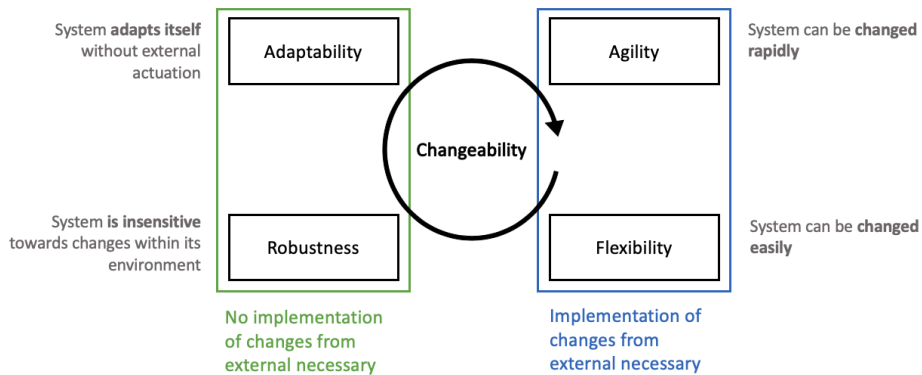 System adapts itself
without external
actuation
Adaptability
Agility
System can be changed
rapidly
Changeability
System is insensitive
towards changes within its
environment
Robustness
Flexibility
System can be changed
easily
No implementation
of changes from
external necessary
Implementation of
changes from
external necessary